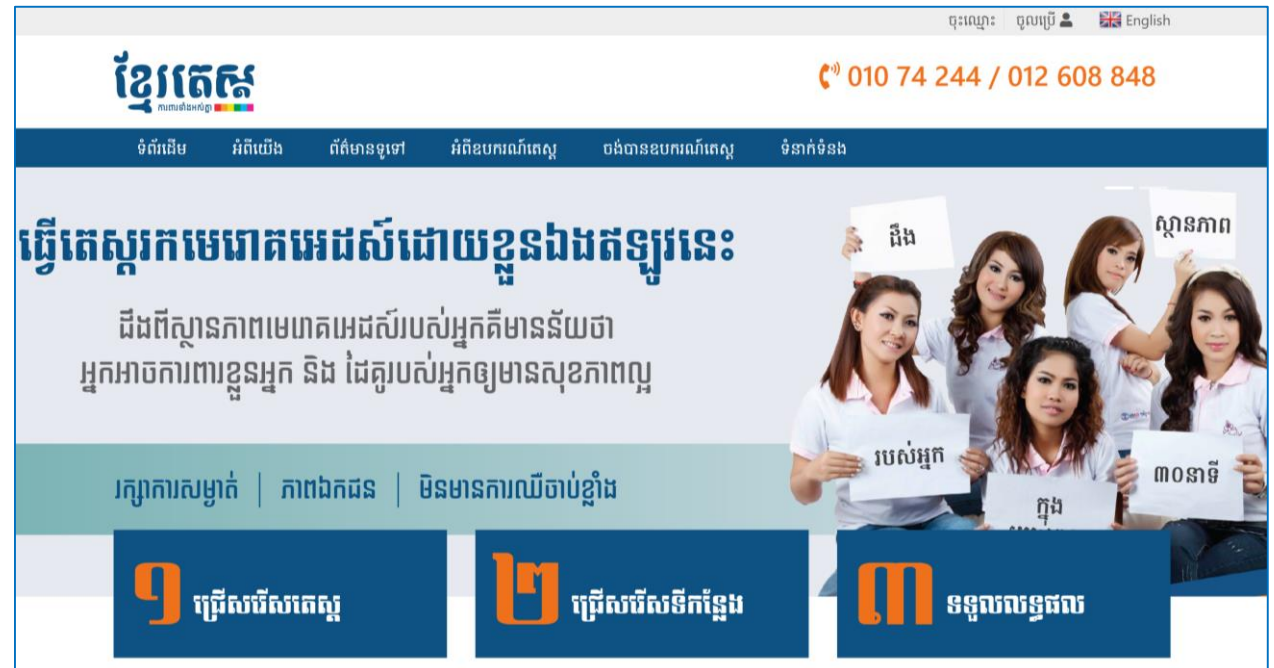 ចុះឈ្មោះ ចូលប្រើ English
ខ្មែរតេស្ត
ការពារទាំងអស់គ្នា
010 74 244 / 012 608 848
ទំព័រដើម អំពីយើង ព័ត៌មានទូទៅ អំពីឧបករណ៍តេស្ត ចង់បានឧបករណ៍តេស្ត ទំនាក់ទំនង
ធ្វើតេស្តរកមេរោគអេដស៍ដោយខ្លួនឯងឥឡូវនេះ
ដឹងពីស្ថានភាពមេរោគអេដស៍របស់អ្នកគឺមានន័យថា
អ្នកអាចការពារខ្លួនអ្នក និង ដៃគូរបស់អ្នកឲ្យមានសុខភាពល្អ
ដឹង
ស្ថានភាព
របស់អ្នក
ក្នុង
៣០នាទី
រក្សាការសម្ងាត់ | ភាពឯកជន | មិនមានការឈឺចាប់ខ្លាំង
១ ជ្រើសរើសតេស្ត
២ ជ្រើសរើសទីកន្លែង
៣ ទទួលលទ្ធផល